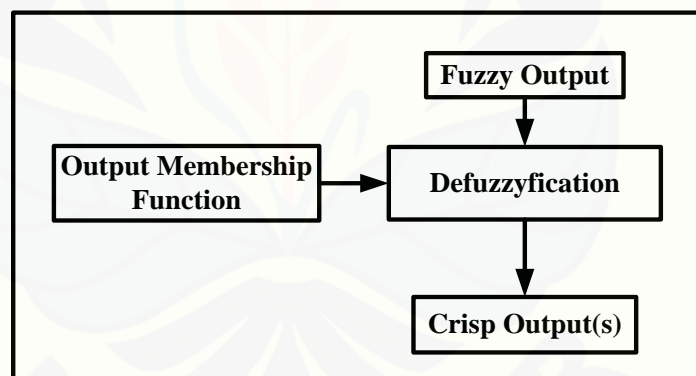 Fuzzy Output
Output Membership
Function
Defuzzyfication
Crisp Output(s)